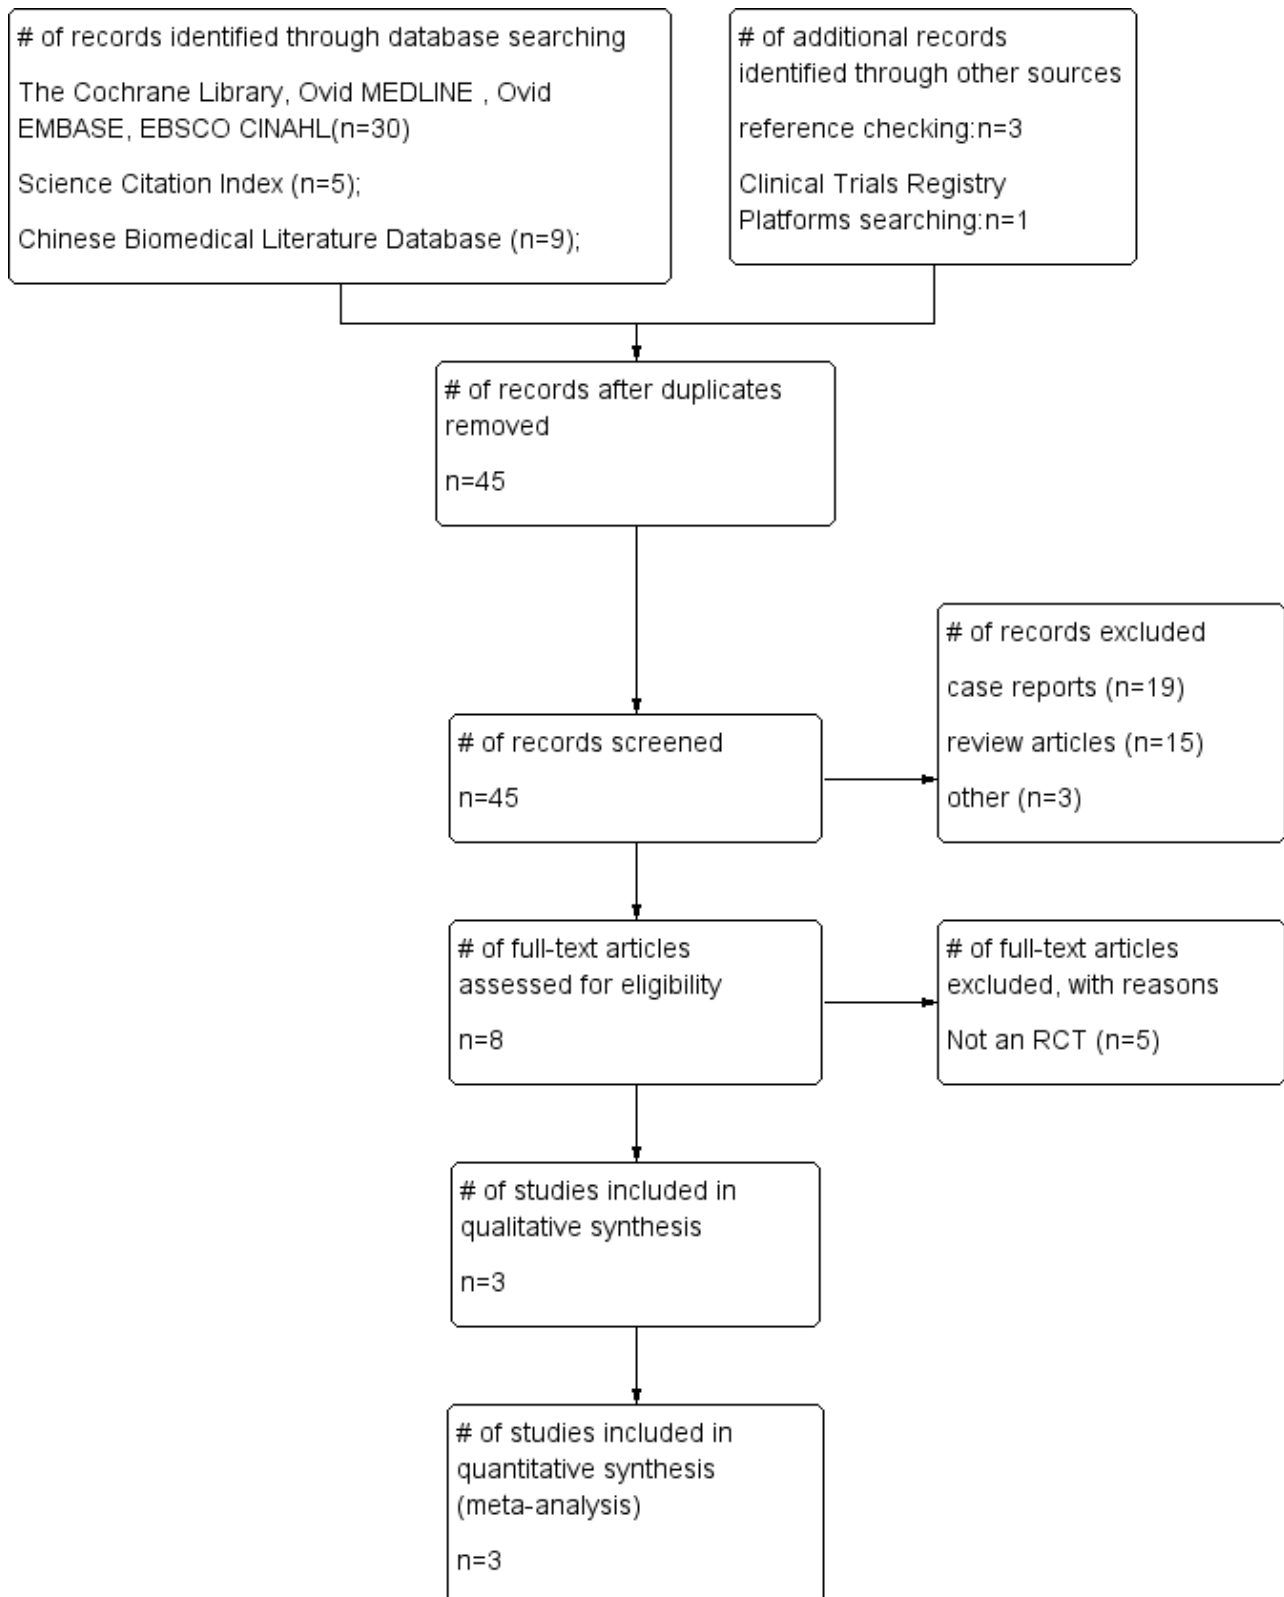 # of records identified through database searching
The Cochrane Library, Ovid MEDLINE , Ovid
EMBASE, EBSCO CINAHL(n=30)
Science Citation Index (n=5);
Chinese Biomedical Literature Database (n=9);
# of additional records
identified through other sources
reference checking:n=3
Clinical Trials Registry
Platforms searching:n=1
# of records after duplicates
removed
n=45
# of records screened
n=45
# of records excluded
case reports (n=19)
review articles (n=15)
other (n=3)
# of full-text articles
assessed for eligibility
n=8
# of full-text articles
excluded, with reasons
Not an RCT (n=5)
# of studies included in
qualitative synthesis
n=3
# of studies included in
quantitative synthesis
(meta-analysis)
n=3